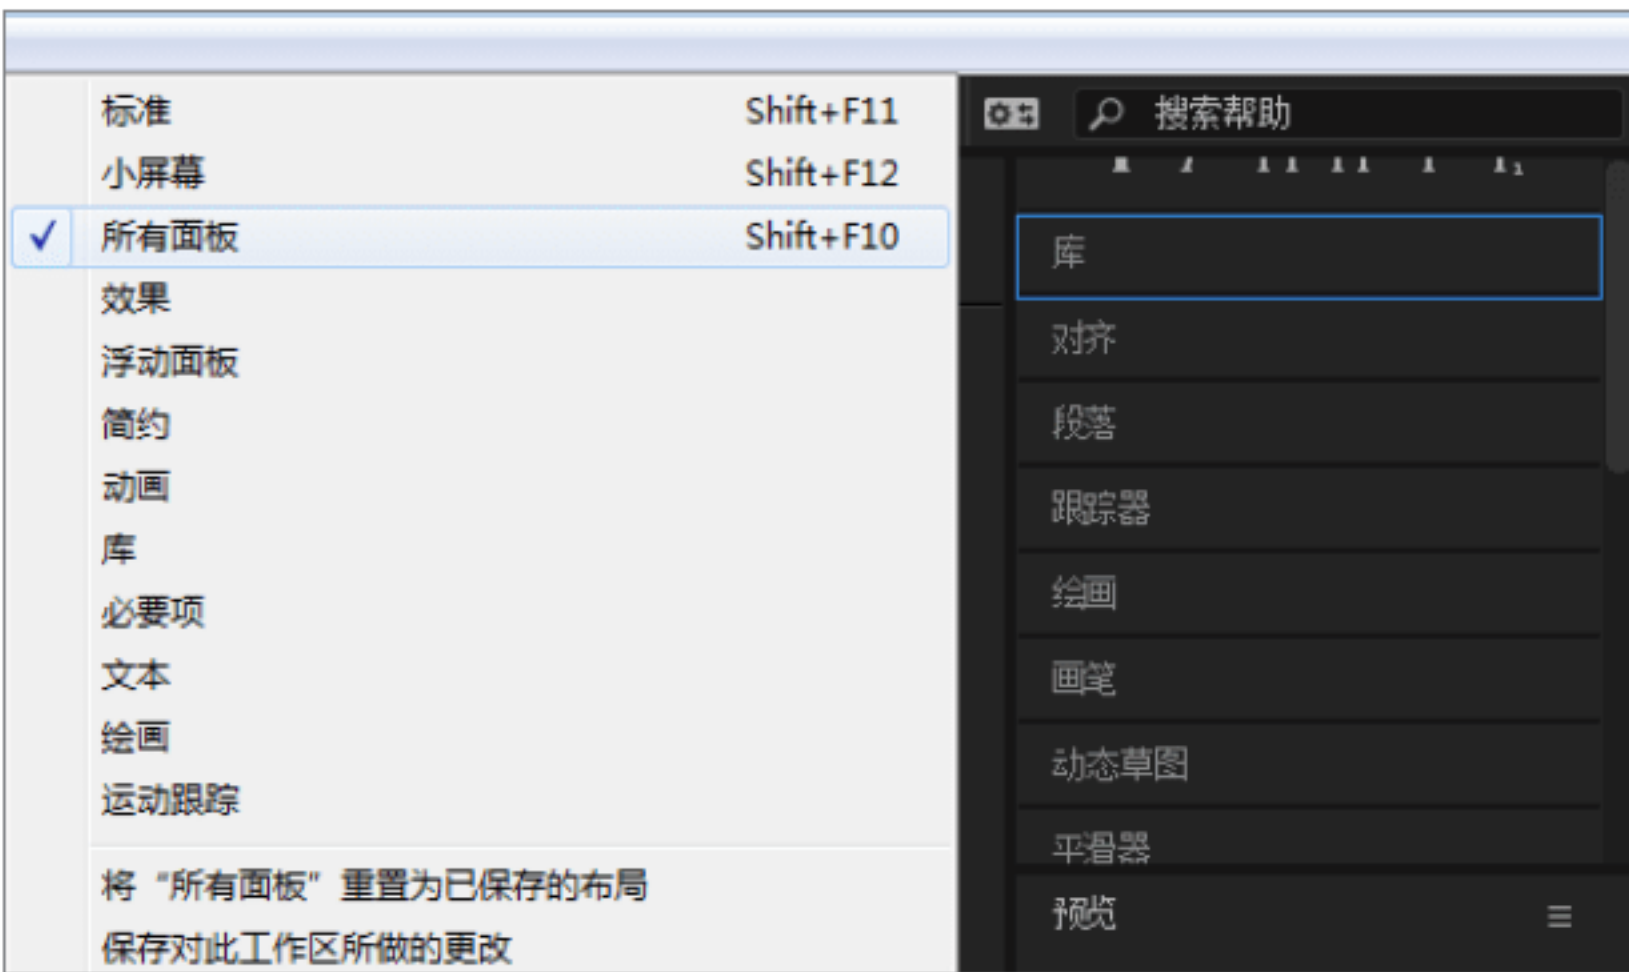 标准 Shift+F11
小屏幕 Shift+F12
所有面板 Shift+F10
效果
浮动面板
简约
动画
库
必要项
文本
绘画
运动跟踪
将“所有面板”重置为已保存的布局
保存对此工作区所做的更改
搜索帮助
库
对齐
段落
跟踪器
绘画
画笔
动态草图
平滑器
预览